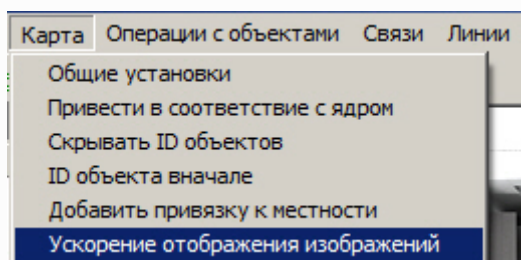 Карта Операции с объектами Связи Линии
Общие установки
Привести в соответствие с ядром
Скрывать ID объектов
ID объекта вначале
Добавить привязку к местности
Ускорение отображения изображений